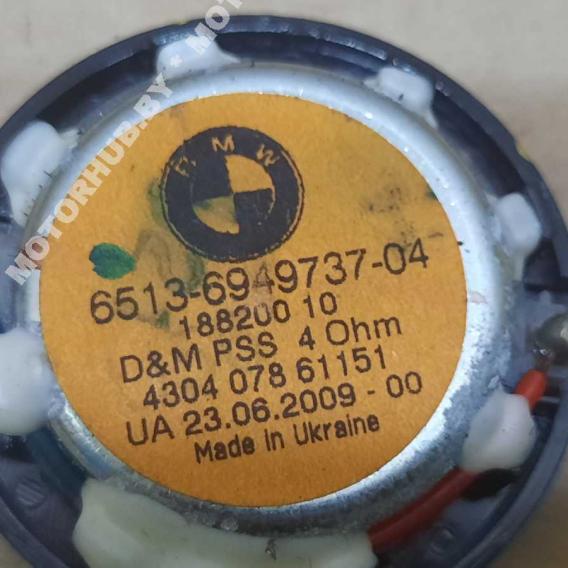 MOTORHUB.BY * MOT
BMW
6513-6949737-04
188200 10
D&M PSS 4 Ohm
4304 078 61151
UA 23.06.2009 - 00
Made in Ukraine